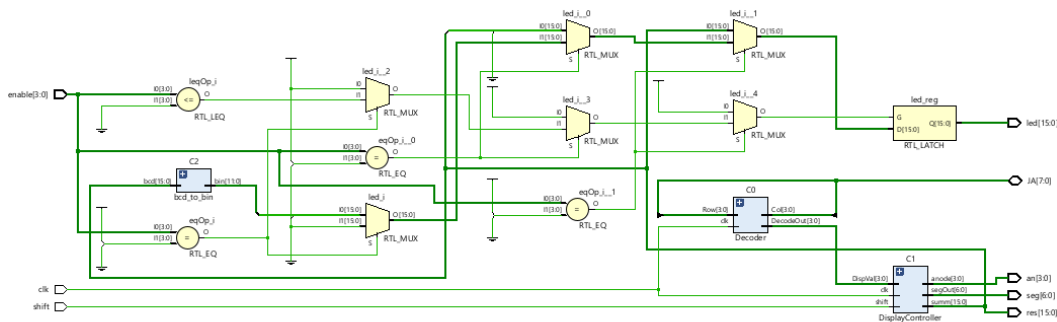 led_i__0
I0[15:0]
I1[15:0]
O[15:0]
S
RTL_MUX
led_i__1
I0[15:0]
I1[15:0]
O[15:0]
S
RTL_MUX
enable[3:0]
leqOp_i
I0[3:0]
I1[3:0]
<=
O
RTL_LEQ
led_i__2
I0
I1
O
S
RTL_MUX
led_i__3
I0
I1
O
S
RTL_MUX
led_i__4
I0
I1
O
S
RTL_MUX
led_reg
G
D[15:0]
Q[15:0]
RTL_LATCH
led[15:0]
eqOp_i__0
I0[3:0]
I1[3:0]
=
O
RTL_EQ
C2
bcd[15:0]
bin[11:0]
bcd_to_bin
led_i
I0[15:0]
I1[15:0]
O[15:0]
S
RTL_MUX
eqOp_i
I0[3:0]
I1[3:0]
=
O
RTL_EQ
eqOp_i__1
I0[3:0]
I1[3:0]
=
O
RTL_EQ
C0
Row[3:0]
clk
Col[3:0]
DecodeOut[3:0]
Decoder
JA[7:0]
C1
DispVal[3:0]
clk
shift
anode[3:0]
segOut[6:0]
summ[15:0]
DisplayController
an[3:0]
seg[6:0]
res[15:0]
clk
shift